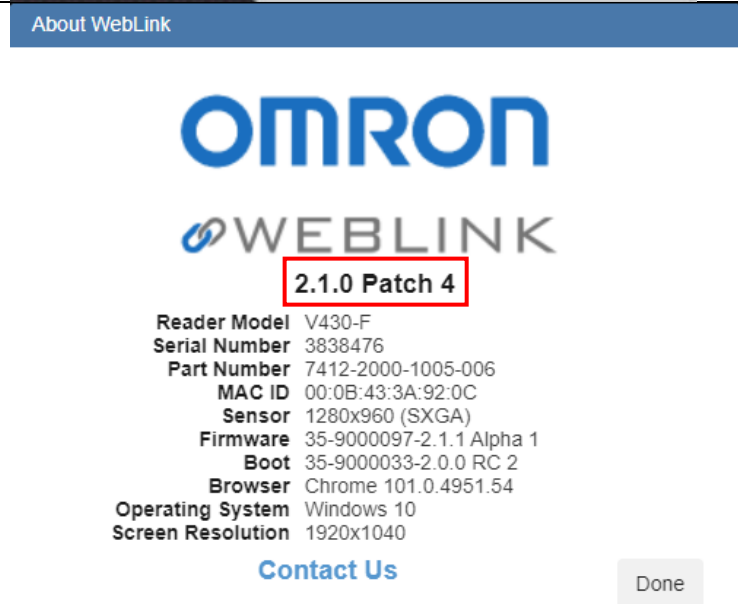 About WebLink
OMRON
WEBLINK
2.1.0 Patch 4
Reader Model V430-F
Serial Number 3838476
Part Number 7412-2000-1005-006
MAC ID 00:0B:43:3A:92:0C
Sensor 1280x960 (SXGA)
Firmware 35-9000097-2.1.1 Alpha 1
Boot 35-9000033-2.0.0 RC 2
Browser Chrome 101.0.4951.54
Operating System Windows 10
Screen Resolution 1920x1040
Contact Us
Done